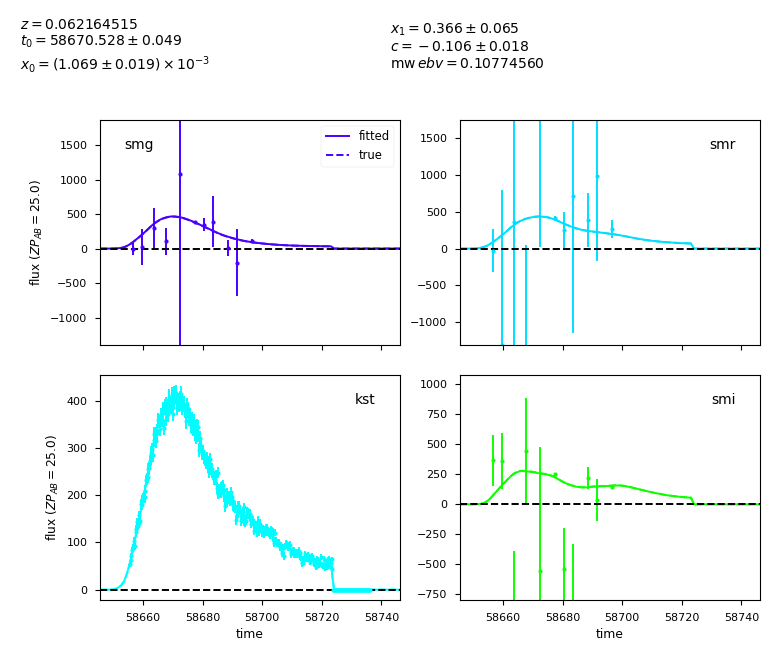 z = 0.062164515
t₀ = 58670.528 ± 0.049
x₀ = (1.069 ± 0.019) × 10⁻³
x₁ = 0.366 ± 0.065
c = −0.106 ± 0.018
mw ebv = 0.10774560
smg
fitted
true
1500
1000
500
0
−500
−1000
flux (ZP_AB = 25.0)
smr
1500
1000
500
0
−500
−1000
kst
400
300
200
100
0
flux (ZP_AB = 25.0)
58660 58680 58700 58720 58740
time
smi
1000
750
500
250
0
−250
−500
−750
58660 58680 58700 58720 58740
time